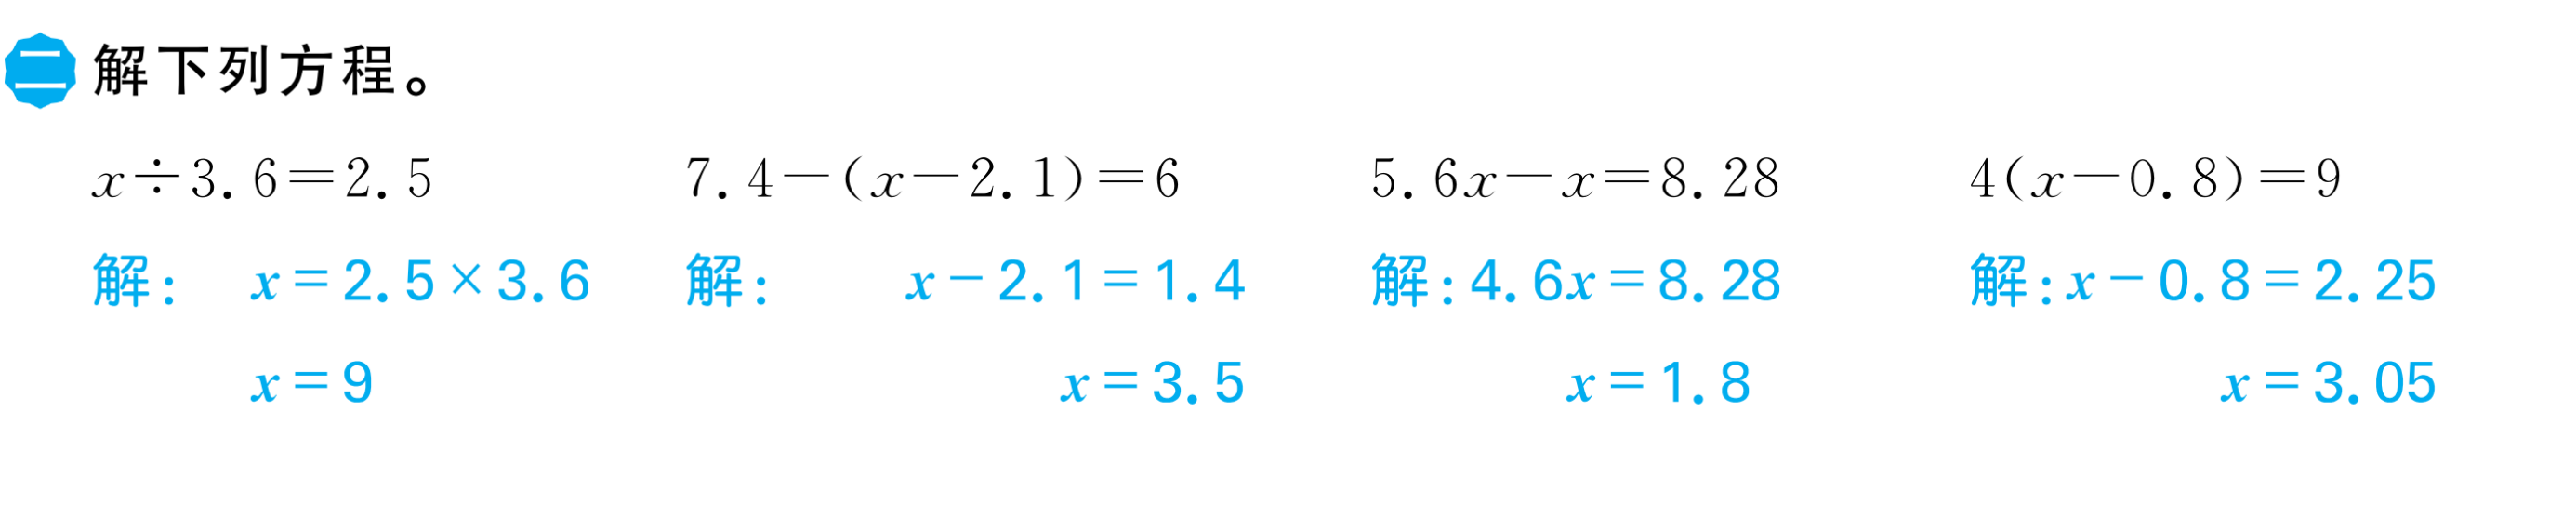 二 解下列方程。
x÷3.6=2.5 7.4-(x-2.1)=6 5.6x-x=8.28 4(x-0.8)=9
解: x=2.5×3.6 解: x-2.1=1.4 解:4.6x=8.28 解:x-0.8=2.25
x=9 x=3.5 x=1.8 x=3.05